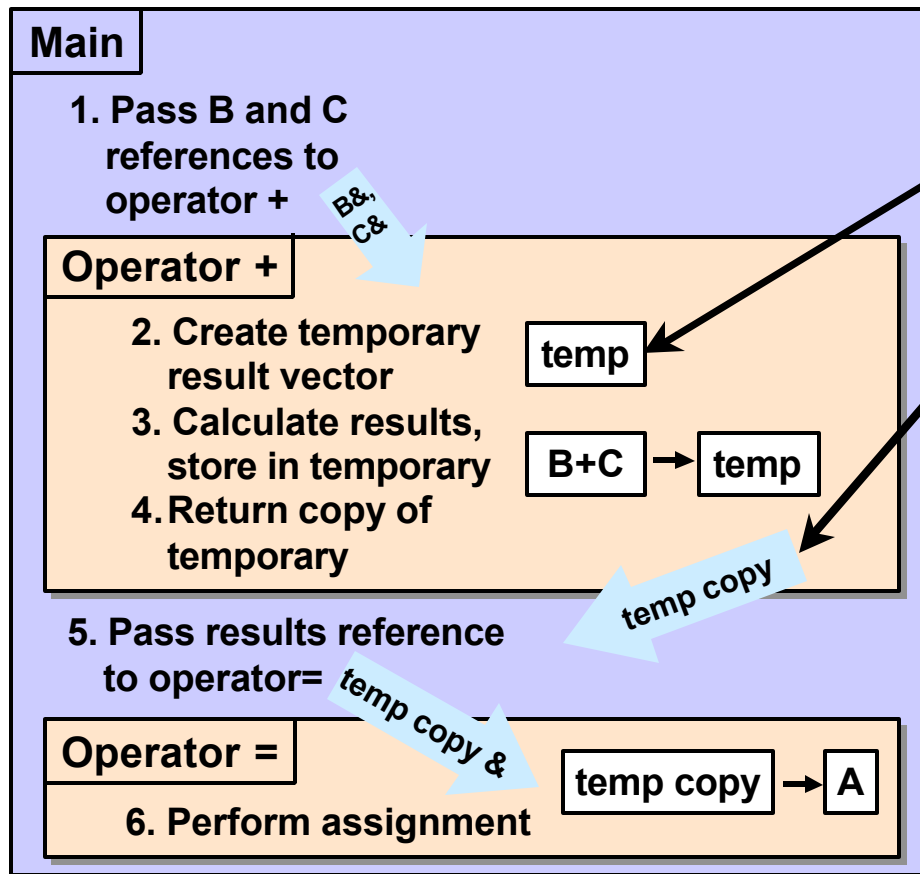 Main
1. Pass B and C
references to
operator +
B&,
C&
Operator +
2. Create temporary
result vector
temp
3. Calculate results,
store in temporary
B+C
temp
4. Return copy of
temporary
temp copy
5. Pass results reference
to operator=
temp copy &
Operator =
temp copy
A
6. Perform assignment